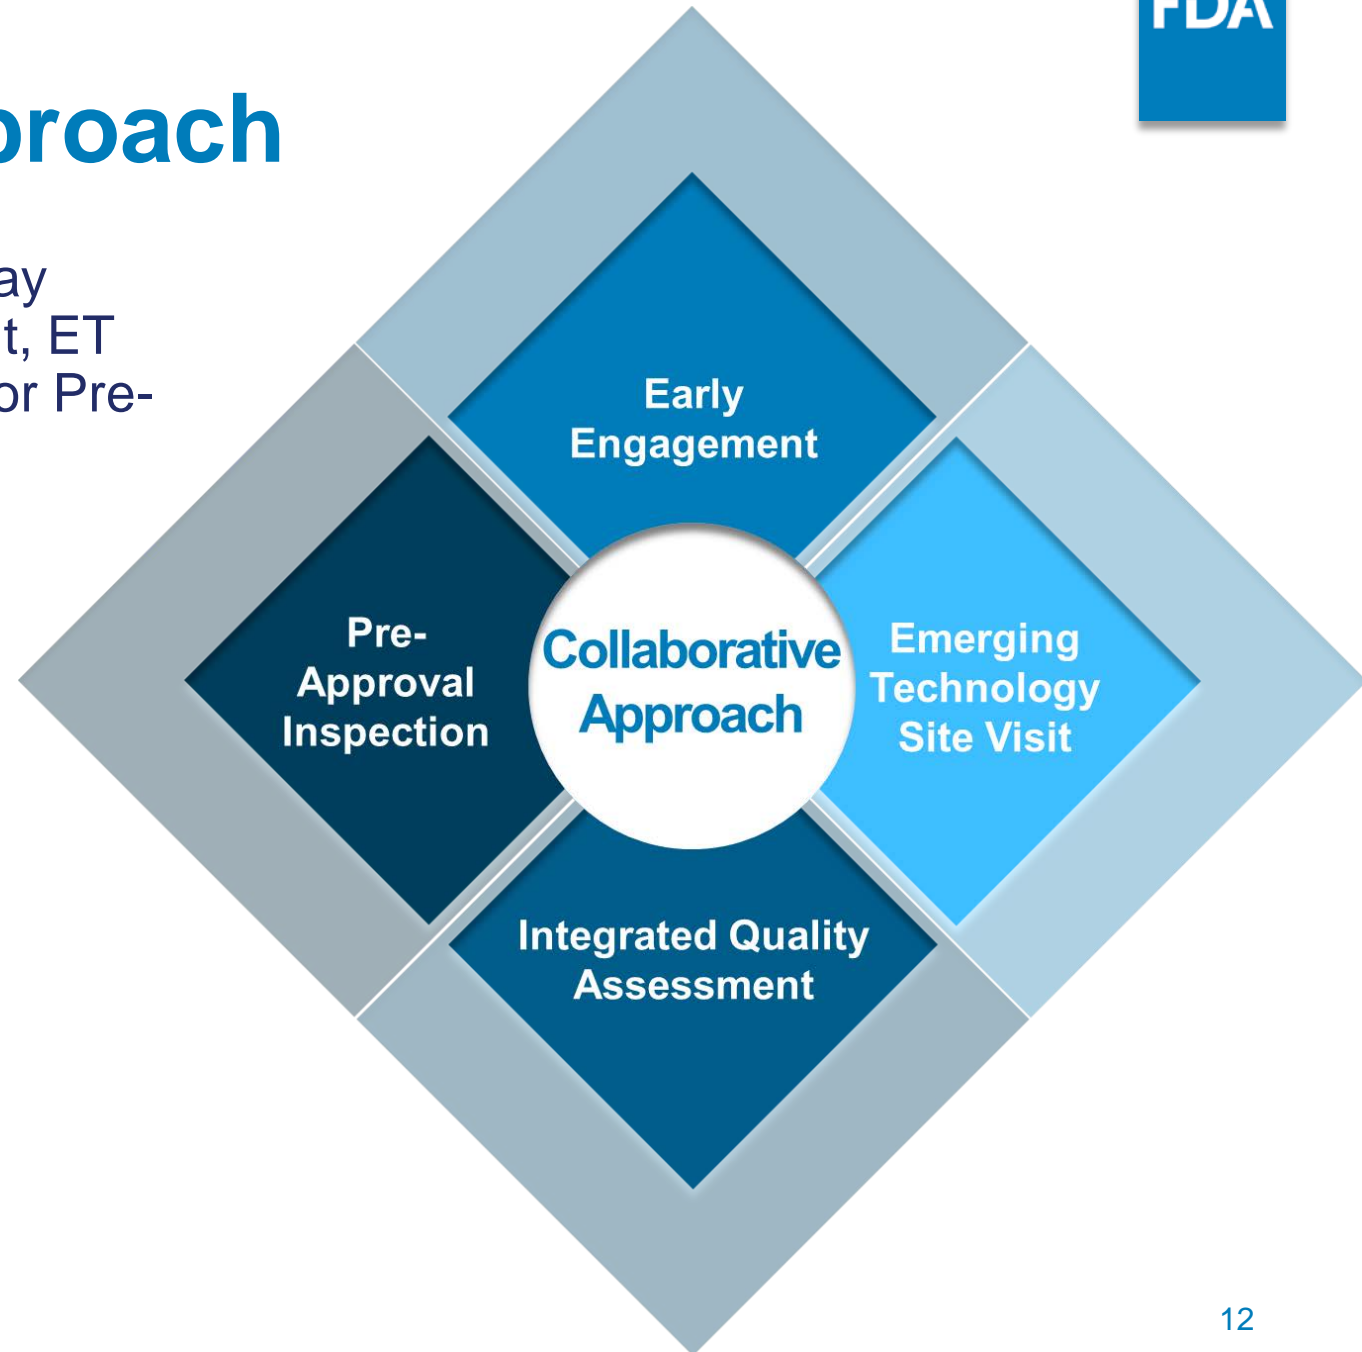 FDA
proach
ay
t, ET
or Pre-
Early
Engagement
Pre-
Approval
Inspection
Collaborative
Approach
Emerging
Technology
Site Visit
Integrated Quality
Assessment
12